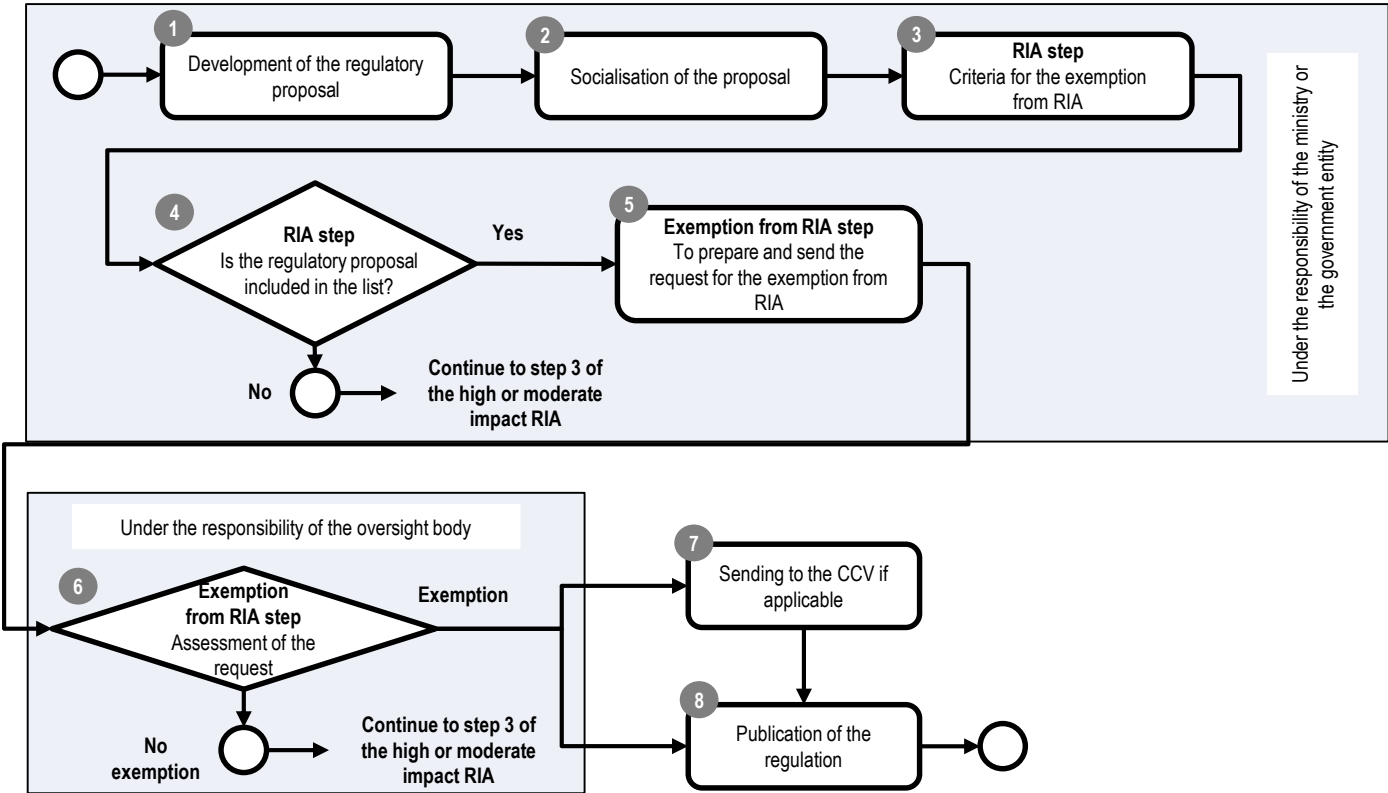 1
Development of the regulatory
proposal
2
Socialisation of the proposal
3
RIA step
Criteria for the exemption
from RIA
Under the responsibility of the ministry or
the government entity
4
RIA step
Is the regulatory proposal
included in the list?
Yes
5
Exemption from RIA step
To prepare and send the
request for the exemption from
RIA
No
Continue to step 3 of
the high or moderate
impact RIA
Under the responsibility of the oversight body
6
Exemption
from RIA step
Assessment of the
request
Exemption
No
exemption
Continue to step 3 of
the high or moderate
impact RIA
7
Sending to the CCV if
applicable
8
Publication of the
regulation